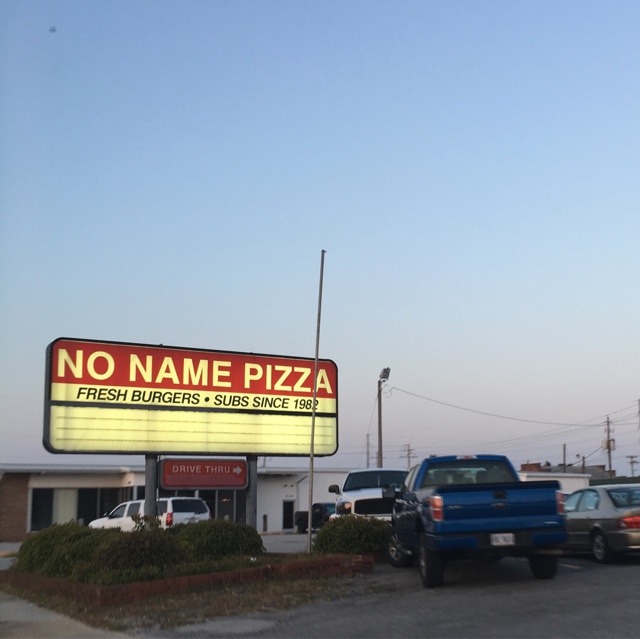 NO NAME PIZZA
FRESH BURGERS • SUBS SINCE 1982
DRIVE THRU →